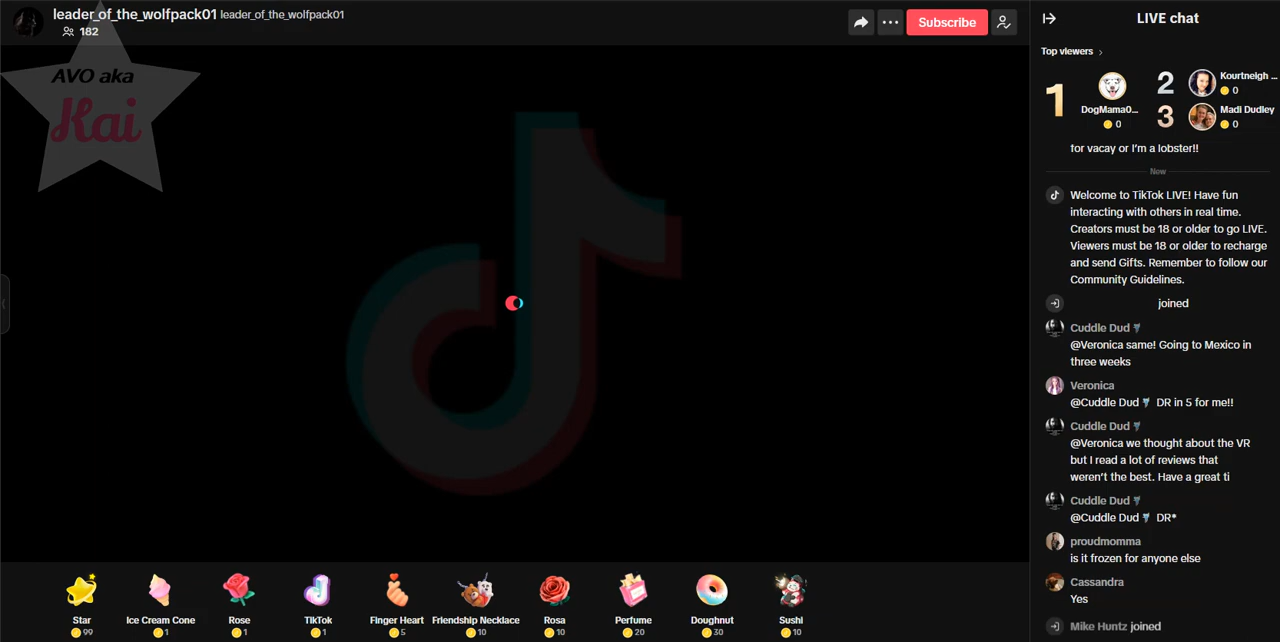 leader_of_the_wolfpack01 leader_of_the_wolfpack01
182
AVO aka
Kai
Subscribe
LIVE chat
Top viewers
1
DogMama0...
0
2
Kourtneigh ...
0
3
Madi Dudley
0
for vacay or I'm a lobster!!
Now
Welcome to TikTok LIVE! Have fun
interacting with others in real time.
Creators must be 18 or older to go LIVE.
Viewers must be 18 or older to recharge
and send Gifts. Remember to follow our
Community Guidelines.
joined
Cuddle Dud
@Veronica same! Going to Mexico in
three weeks
Veronica
@Cuddle Dud DR in 5 for me!!
Cuddle Dud
@Veronica we thought about the VR
but I read a lot of reviews that
weren't the best. Have a great ti
Cuddle Dud
@Cuddle Dud DR*
proudmomma
is it frozen for anyone else
Cassandra
Yes
Mike Huntz joined
Star
99
Ice Cream Cone
1
Rose
1
TikTok
1
Finger Heart
5
Friendship Necklace
10
Rosa
10
Perfume
20
Doughnut
30
Sushi
10